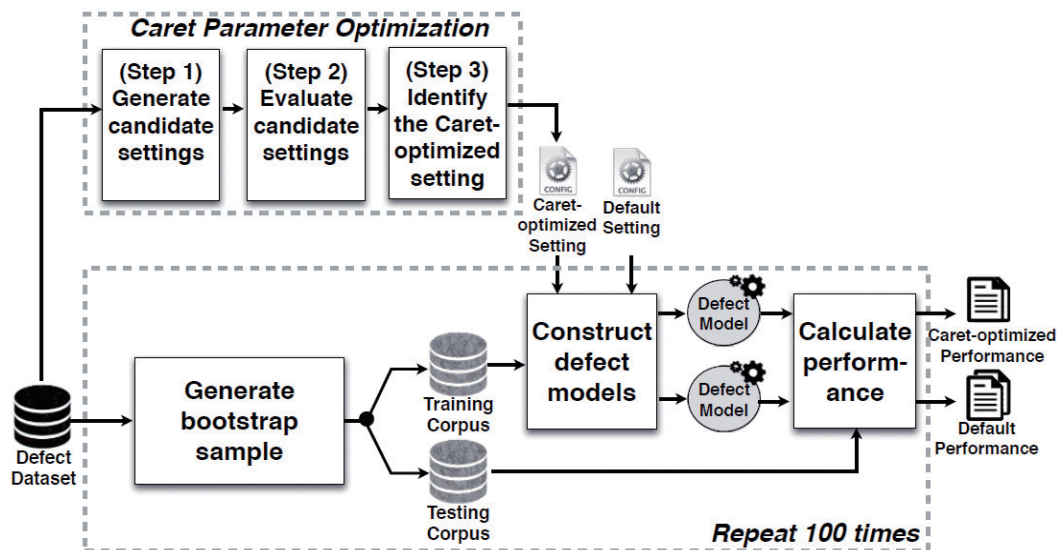 Caret Parameter Optimization
(Step 1)
Generate
candidate
settings
(Step 2)
Evaluate
candidate
settings
(Step 3)
Identify
the Caret-
optimized
setting
CONFIG
Caret-
optimized
Setting
CONFIG
Default
Setting
Defect
Dataset
Generate
bootstrap
sample
Training
Corpus
Testing
Corpus
Construct
defect
models
Defect
Model
Defect
Model
Calculate
perform-
ance
Caret-optimized
Performance
Default
Performance
Repeat 100 times